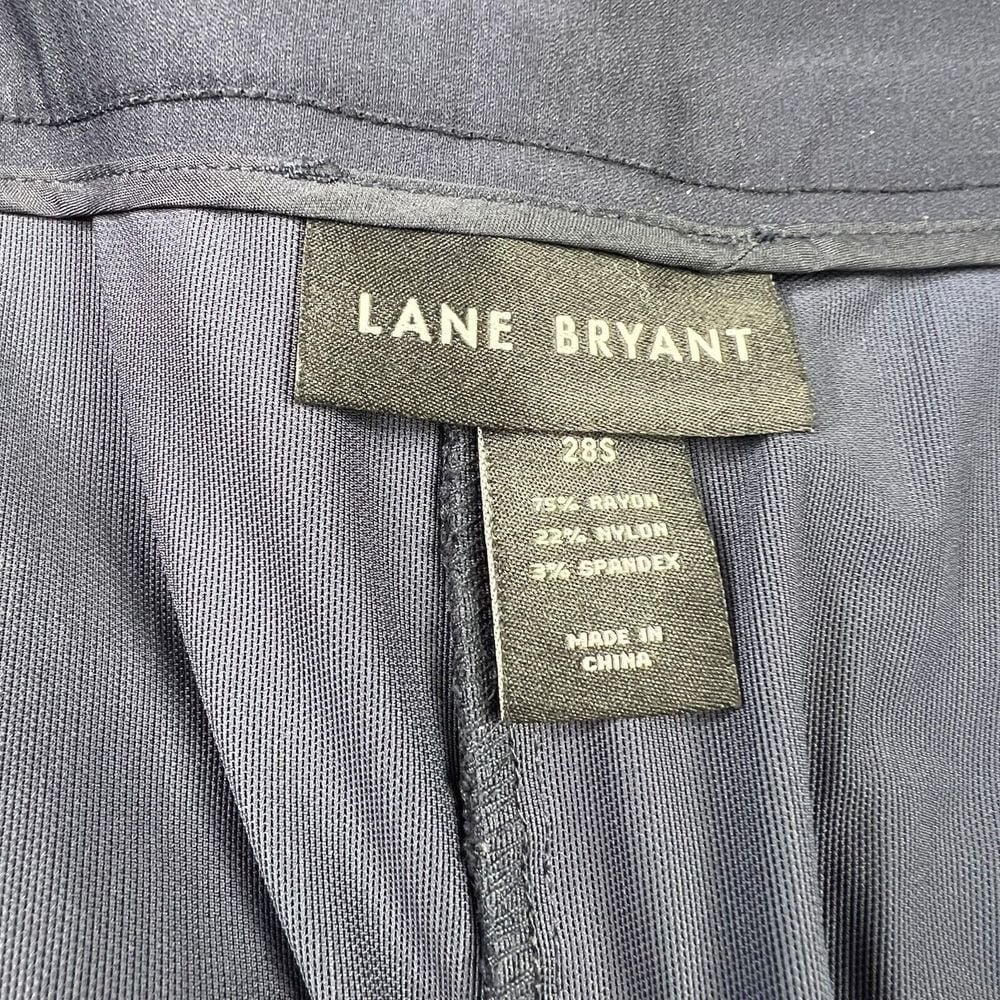 LANE BRYANT
28S
75% RAYON
22% NYLON
3% SPANDEX
MADE IN
CHINA